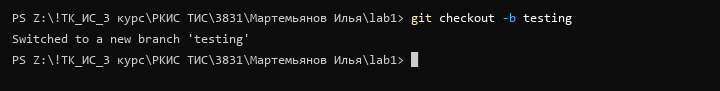 PS Z:\!ТК_ИС_3 курс\РКИС ТИС\3831\Мартемьянов Илья\lab1> git checkout -b testing
Switched to a new branch 'testing'
PS Z:\!ТК_ИС_3 курс\РКИС ТИС\3831\Мартемьянов Илья\lab1>